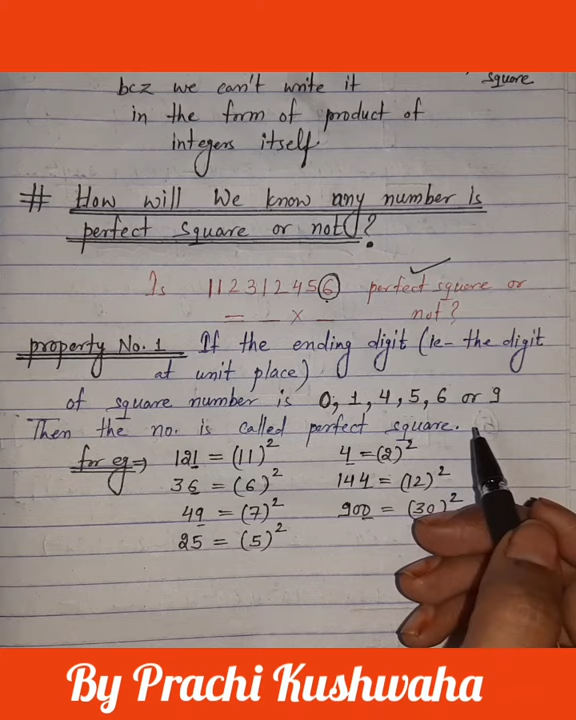 bcz we can't write it square
in the form of product of
integers itself
# How will We know any number is
perfect square or not ?
Is 112312456 perfect square or
= _ x _ not?
property No. 1 If the ending digit (ie- the digit
at unit place)
of square number is 0, 1, 4, 5, 6 or 9
Then the no. is called perfect square.
for eg⇒ 121 = (11)² 4 = (2)²
36 = (6)² 144 = (12)²
49 = (7)² 900 = (30)²
25 = (5)²
By Prachi Kushwaha